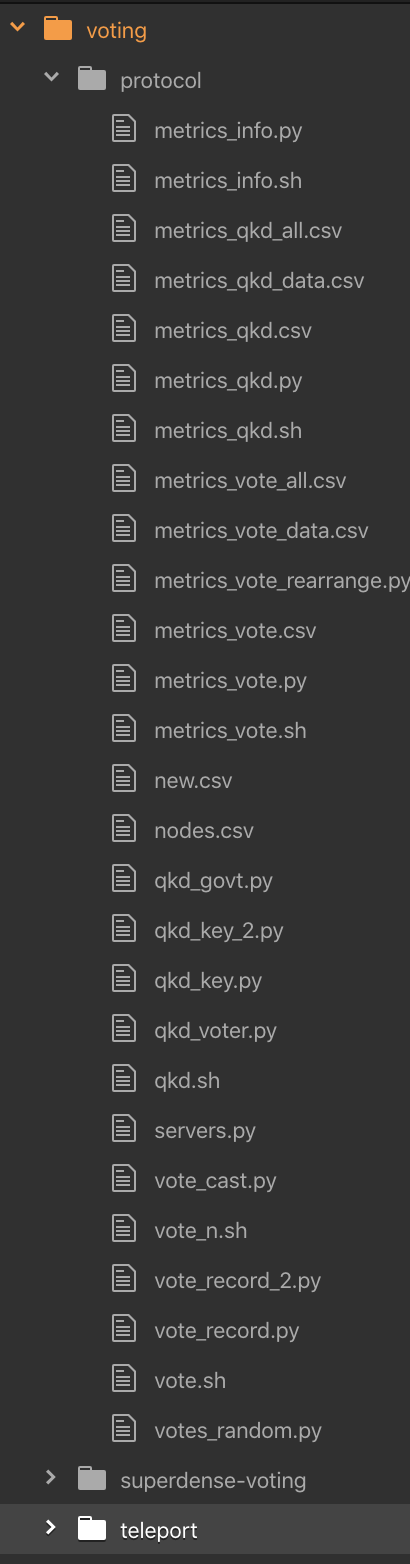 voting
protocol
metrics_info.py
metrics_info.sh
metrics_qkd_all.csv
metrics_qkd_data.csv
metrics_qkd.csv
metrics_qkd.py
metrics_qkd.sh
metrics_vote_all.csv
metrics_vote_data.csv
metrics_vote_rearrange.py
metrics_vote.csv
metrics_vote.py
metrics_vote.sh
new.csv
nodes.csv
qkd_govt.py
qkd_key_2.py
qkd_key.py
qkd_voter.py
qkd.sh
servers.py
vote_cast.py
vote_n.sh
vote_record_2.py
vote_record.py
vote.sh
votes_random.py
superdense-voting
teleport